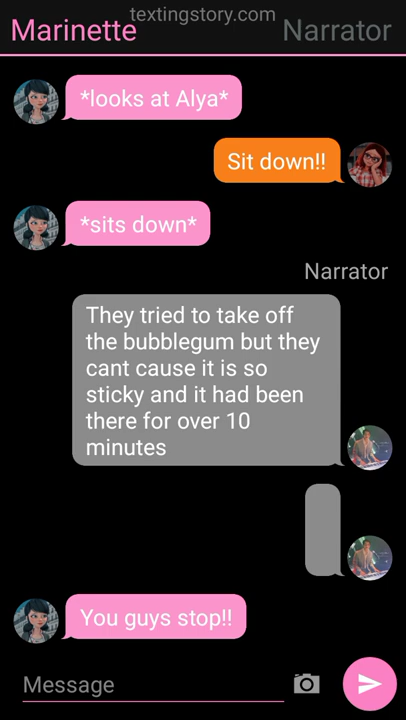 textingstory.com
Marinette
Narrator
*looks at Alya*
Sit down!!
*sits down*
Narrator
They tried to take off
the bubblegum but they
cant cause it is so
sticky and it had been
there for over 10
minutes
You guys stop!!
Message